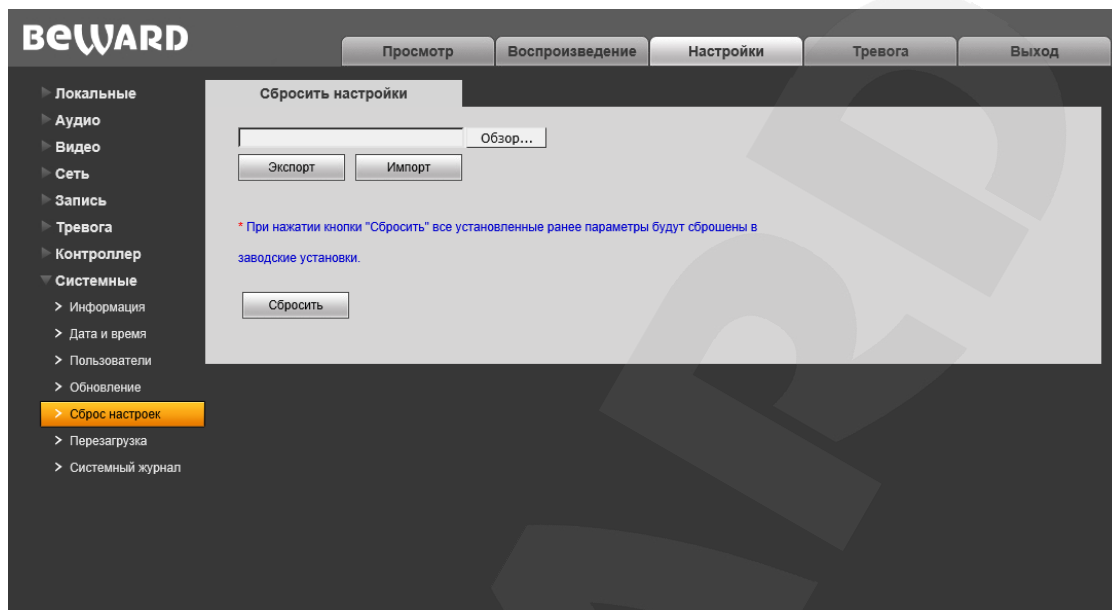 BEWARD
Просмотр
Воспроизведение
Настройки
Тревога
Выход
Локальные
Аудио
Видео
Сеть
Запись
Тревога
Контроллер
Системные
Информация
Дата и время
Пользователи
Обновление
Сброс настроек
Перезагрузка
Системный журнал
Сбросить настройки
Обзор...
Экспорт
Импорт
* При нажатии кнопки "Сбросить" все установленные ранее параметры будут сброшены в
заводские установки.
Сбросить